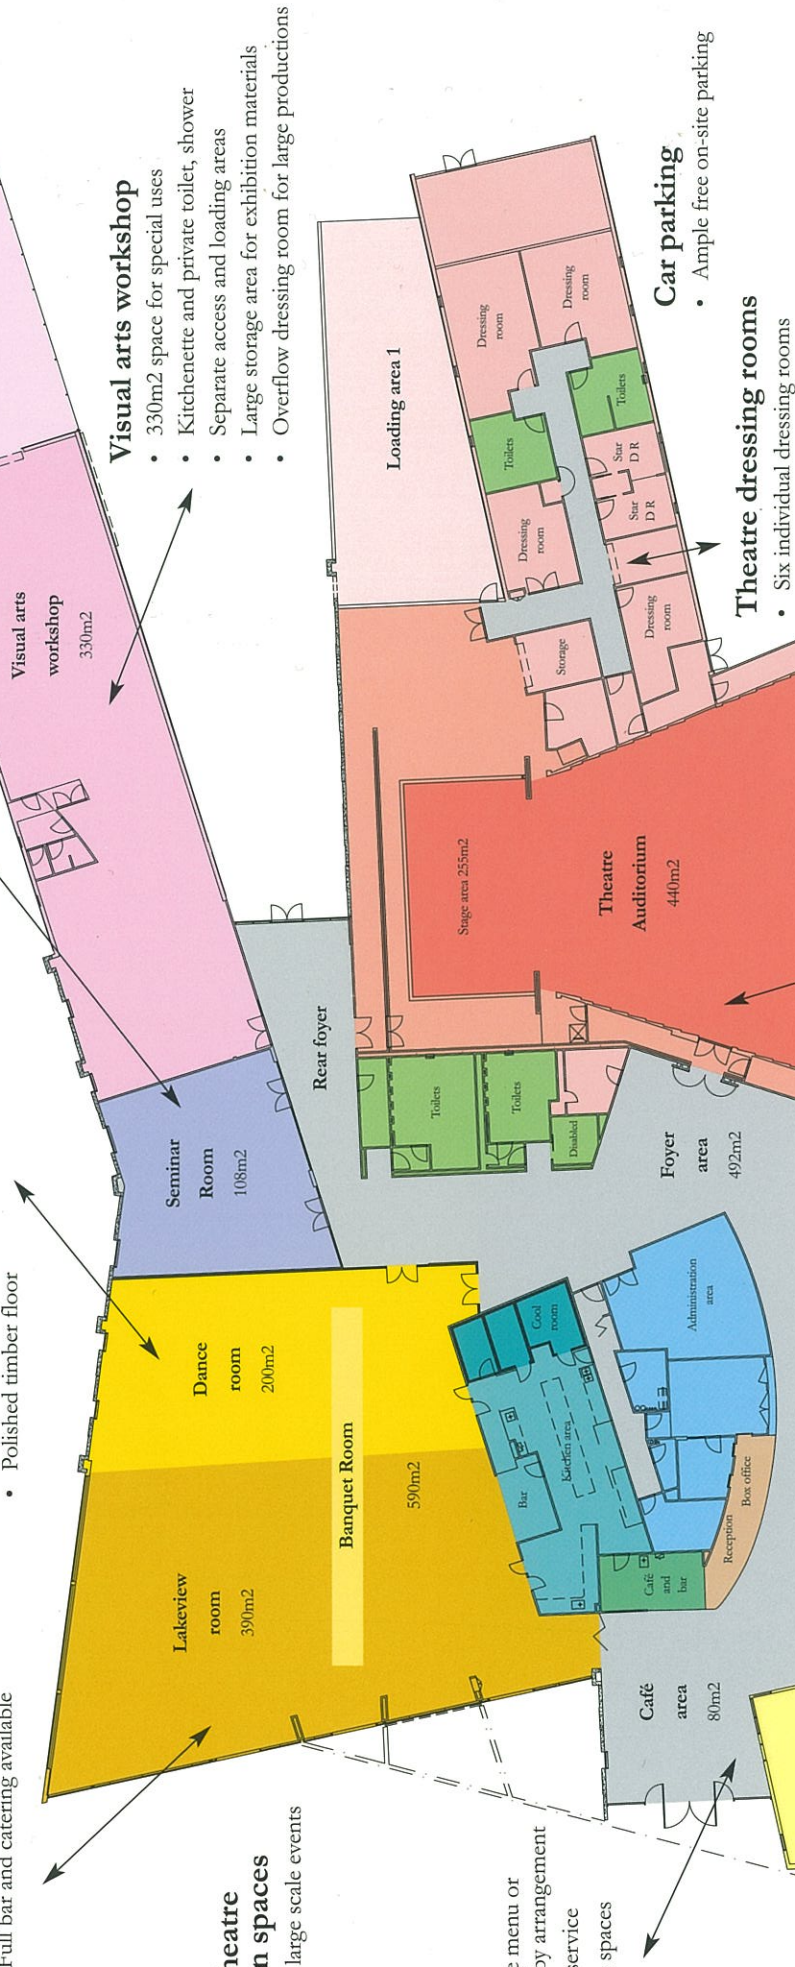 Full bar and catering available
• Polished timber floor
heatre
n spaces
large scale events
e menu or
by arrangement
service
spaces
Visual arts workshop
• 330m2 space for special uses
• Kitchenette and private toilet, shower
• Separate access and loading areas
• Large storage area for exhibition materials
• Overflow dressing room for large productions
Car parking
• Ample free on-site parking
Theatre dressing rooms
• Six individual dressing rooms
Lakeview
room
390m2
Dance
room
200m2
Banquet Room
590m2
Seminar
Room
108m2
Visual arts
workshop
330m2
Rear foyer
Loading area 1
Toilets
Toilets
Disabled
Foyer
area
492m2
Stage area 255m2
Theatre
Auditorium
440m2
Storage
Dressing
room
Toilets
Dressing
room
Dressing
room
Toilets
Star
D R
Star
D R
Dressing
room
Bar
Kitchen area
Cool
room
Administration
area
Café
and
bar
Reception
Box office
Café
area
80m2